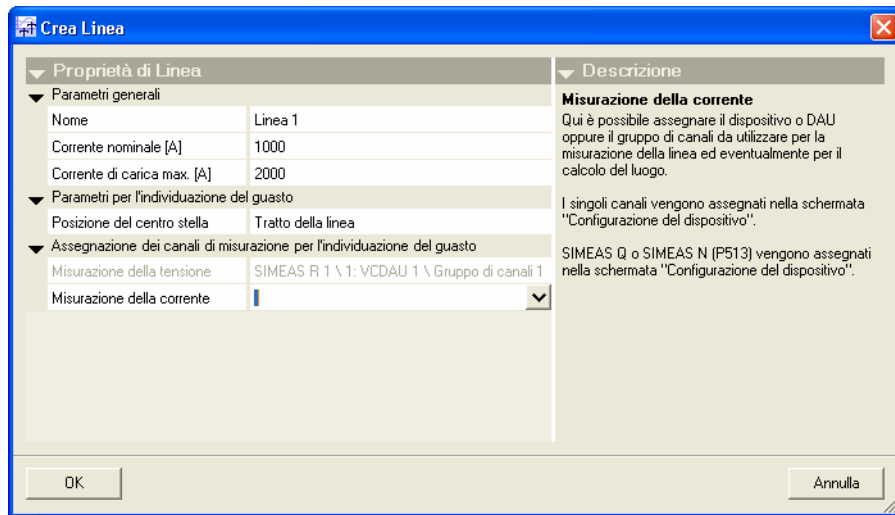 Crea Linea
Proprietà di Linea
Parametri generali
Nome Linea 1
Corrente nominale [A] 1000
Corrente di carica max. [A] 2000
Parametri per l'individuazione del guasto
Posizione del centro stella Tratto della linea
Assegnazione dei canali di misurazione per l'individuazione del guasto
Misurazione della tensione SIMEAS R 1 \ 1: VCDAU 1 \ Gruppo di canali 1
Misurazione della corrente
Descrizione
Misurazione della corrente
Qui è possibile assegnare il dispositivo o DAU
oppure il gruppo di canali da utilizzare per la
misurazione della linea ed eventualmente per il
calcolo del luogo.
I singoli canali vengono assegnati nella schermata
"Configurazione del dispositivo".
SIMEAS Q o SIMEAS N (P513) vengono assegnati
nella schermata "Configurazione del dispositivo".
OK
Annulla